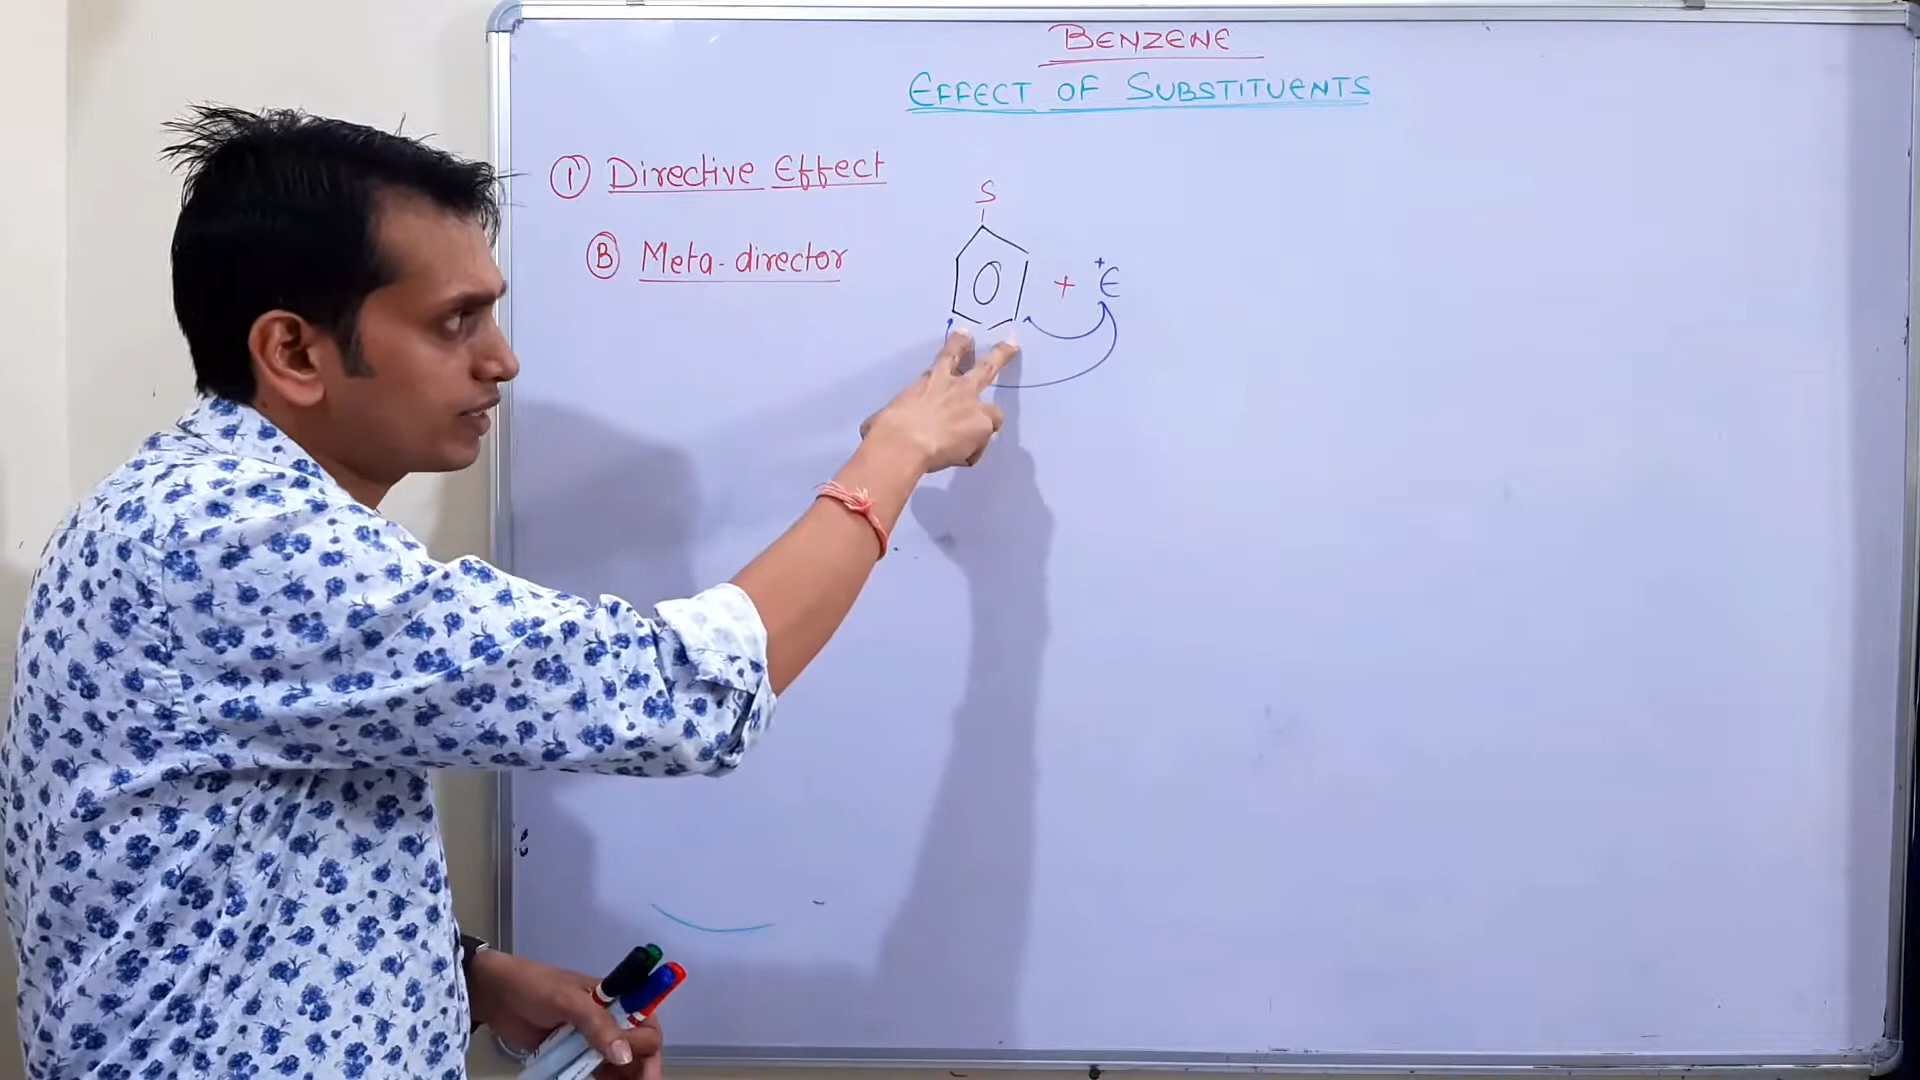 BENZENE
EFFECT OF SUBSTITUENTS
① Directive Effect
Ⓑ Meta-director
S
+ E+